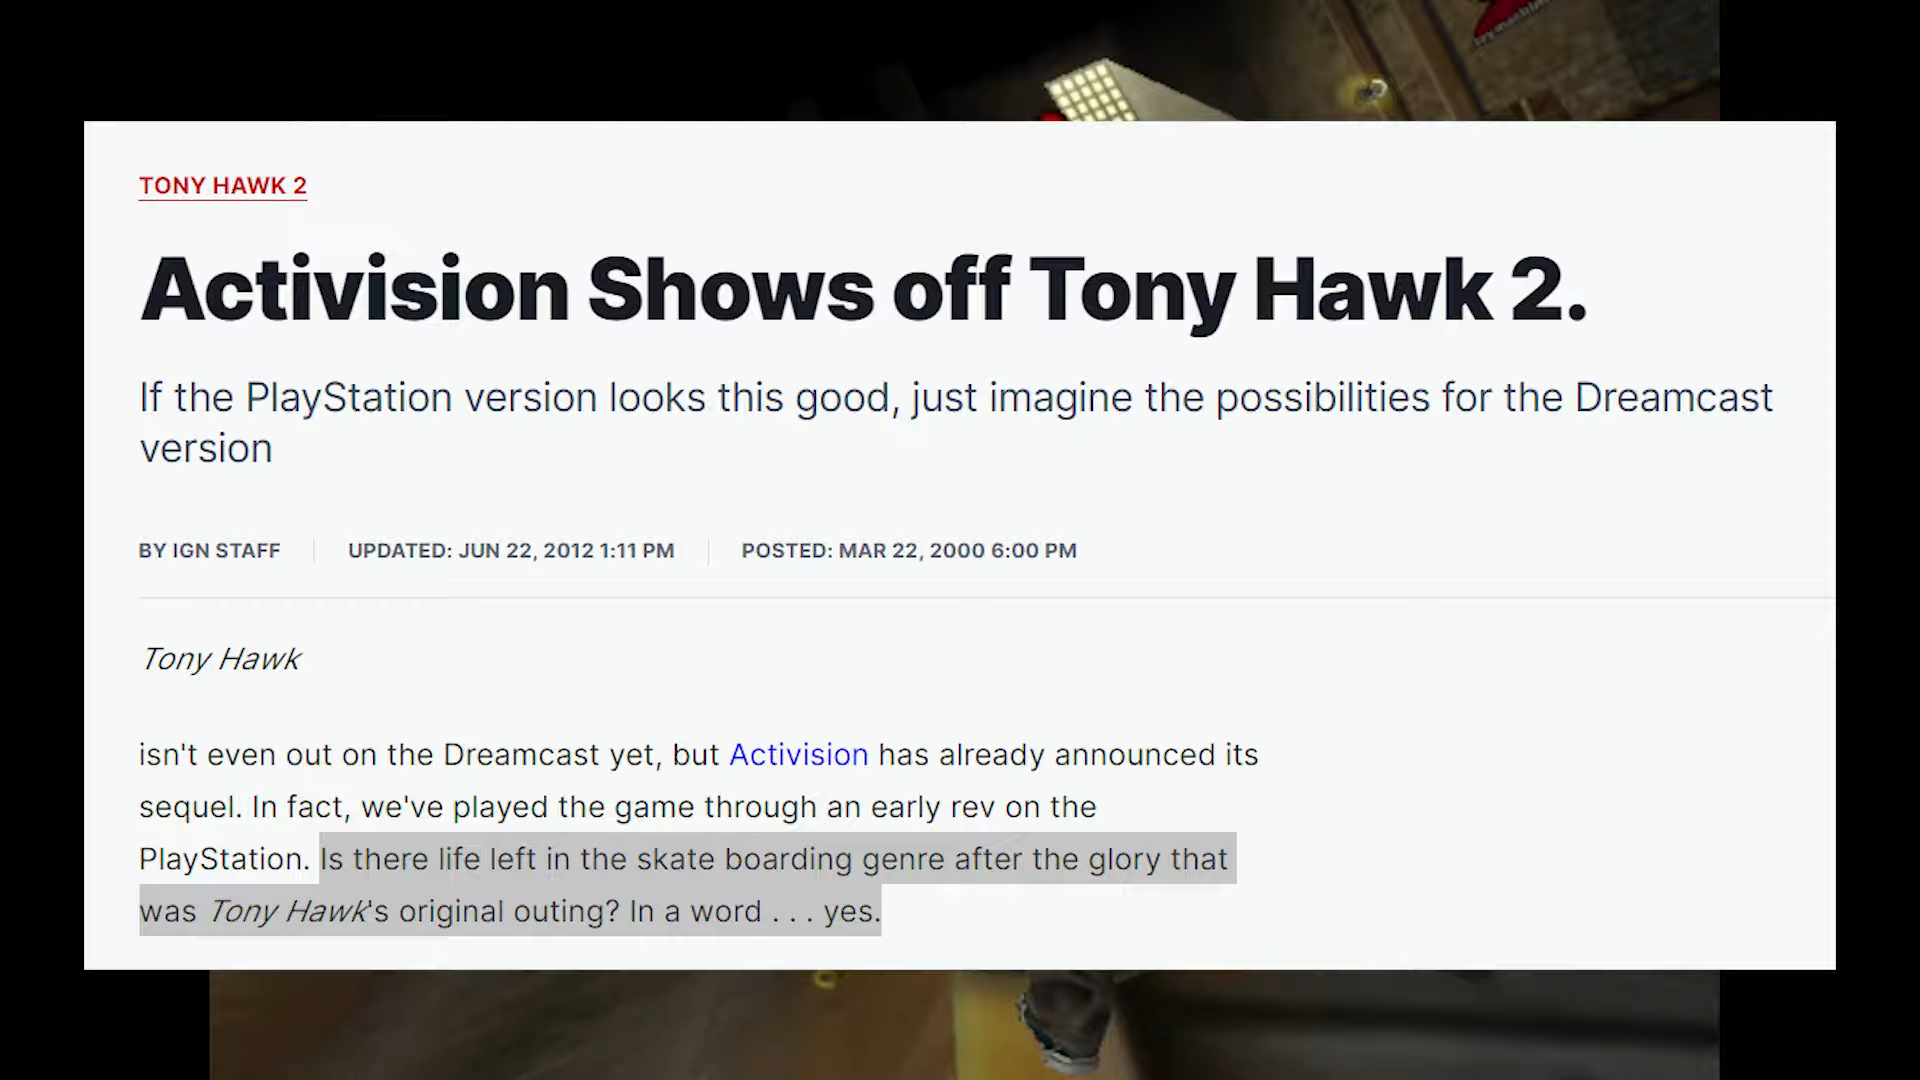 TONY HAWK 2
Activision Shows off Tony Hawk 2.
If the PlayStation version looks this good, just imagine the possibilities for the Dreamcast
version
BY IGN STAFF
UPDATED: JUN 22, 2012 1:11 PM
POSTED: MAR 22, 2000 6:00 PM
Tony Hawk
isn't even out on the Dreamcast yet, but Activision has already announced its
sequel. In fact, we've played the game through an early rev on the
PlayStation. Is there life left in the skate boarding genre after the glory that
was Tony Hawk's original outing? In a word . . . yes.